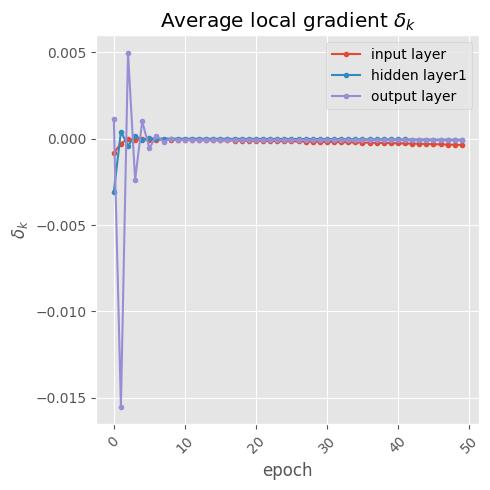 Average local gradient δk
input layer
hidden layer1
output layer
0.005
0.000
−0.005
−0.010
−0.015
δk
0
10
20
30
40
50
epoch